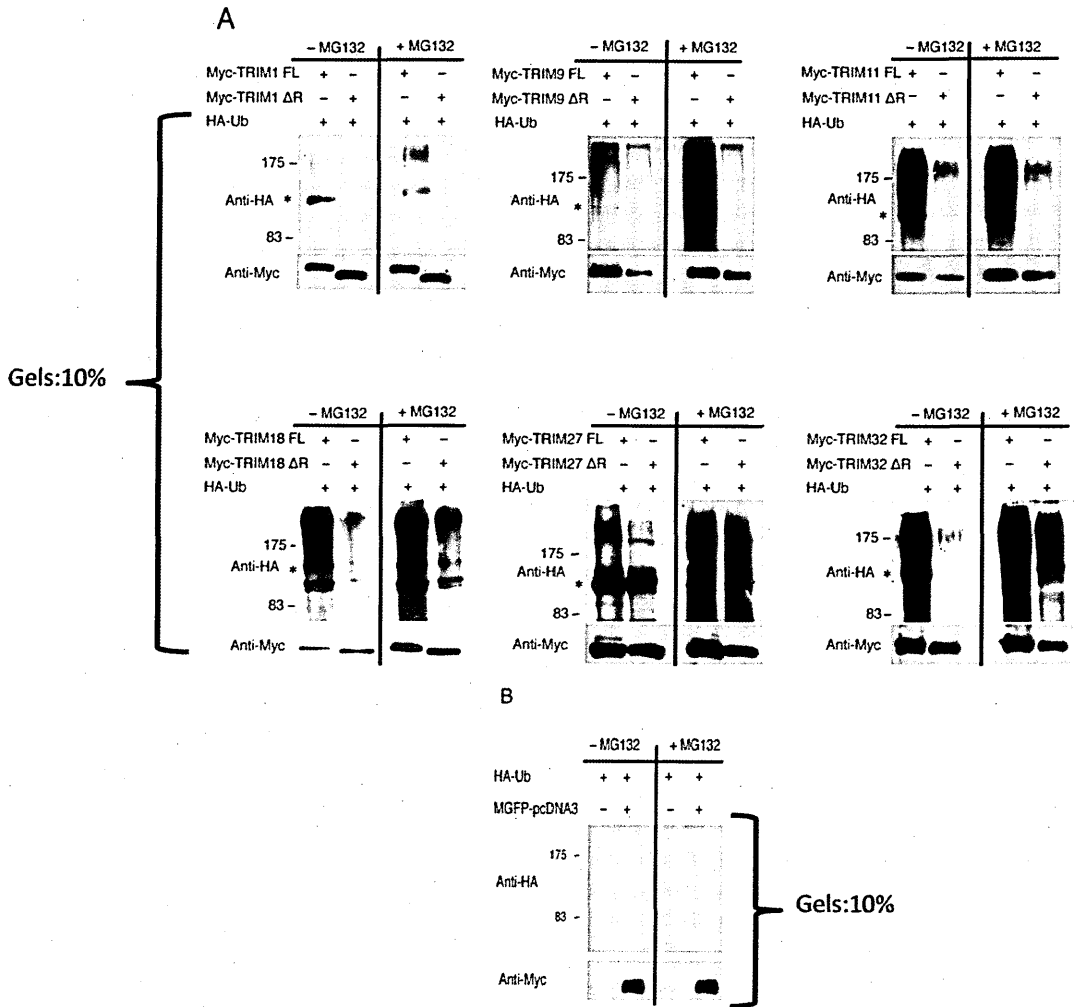 A
– MG132 + MG132
Myc-TRIM1 FL + – + –
Myc-TRIM1 ΔR – + – +
HA-Ub + + + +
175 –
Anti-HA *
83 –
Anti-Myc
– MG132 + MG132
Myc-TRIM9 FL + – + –
Myc-TRIM9 ΔR – + – +
HA-Ub + + + +
175 –
Anti-HA *
83 –
Anti-Myc
– MG132 + MG132
Myc-TRIM11 FL + – + –
Myc-TRIM11 ΔR – + – +
HA-Ub + + + +
175 –
Anti-HA *
83 –
Anti-Myc
Gels:10%
– MG132 + MG132
Myc-TRIM18 FL + – + –
Myc-TRIM18 ΔR – + – +
HA-Ub + + + +
175 –
Anti-HA *
83 –
Anti-Myc
– MG132 + MG132
Myc-TRIM27 FL + – + –
Myc-TRIM27 ΔR – + – +
HA-Ub + + + +
175 –
Anti-HA *
83 –
Anti-Myc
– MG132 + MG132
Myc-TRIM32 FL + – + –
Myc-TRIM32 ΔR – + – +
HA-Ub + + + +
175 –
Anti-HA *
83 –
Anti-Myc
B
– MG132 + MG132
HA-Ub + + + +
MGFP-pcDNA3 – + – +
175 –
Anti-HA
83 –
Anti-Myc
Gels:10%